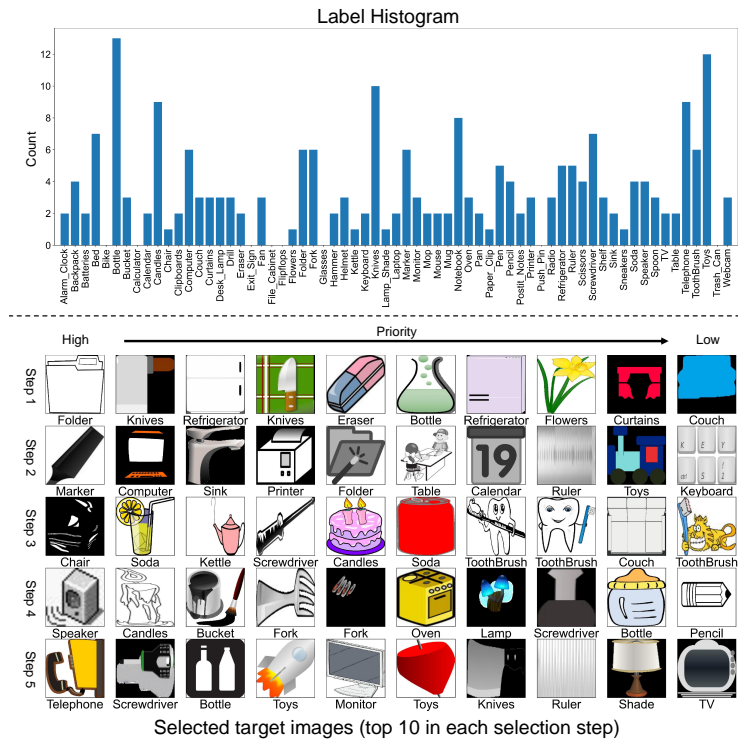 Label Histogram
Count
12
10
8
6
4
2
0
Alarm_Clock
Backpack
Batteries
Bed
Bike
Bottle
Bucket
Calculator
Calendar
Candles
Chair
Clipboards
Computer
Couch
Curtains
Desk_Lamp
Drill
Eraser
Exit_Sign
Fan
File_Cabinet
Flipflops
Flowers
Folder
Fork
Glasses
Hammer
Helmet
Kettle
Keyboard
Knives
Lamp_Shade
Laptop
Marker
Monitor
Mop
Mouse
Mug
Notebook
Oven
Pan
Paper_Clip
Pen
Pencil
Postit_Notes
Printer
Push_Pin
Radio
Refrigerator
Ruler
Scissors
Screwdriver
Shelf
Sink
Sneakers
Soda
Speaker
Spoon
TV
Table
Telephone
ToothBrush
Toys
Trash_Can
Webcam
High Priority Low
Step 1
Folder Knives Refrigerator Knives Eraser Bottle Refrigerator Flowers Curtains Couch
Step 2
19
K E Y
Marker Computer Sink Printer Folder Table Calendar Ruler Toys Keyboard
Step 3
Chair Soda Kettle Screwdriver Candles Soda ToothBrush ToothBrush Couch ToothBrush
Step 4
Speaker Candles Bucket Fork Fork Oven Lamp Screwdriver Bottle Pencil
Step 5
Telephone Screwdriver Bottle Toys Monitor Toys Knives Ruler Shade TV
Selected target images (top 10 in each selection step)